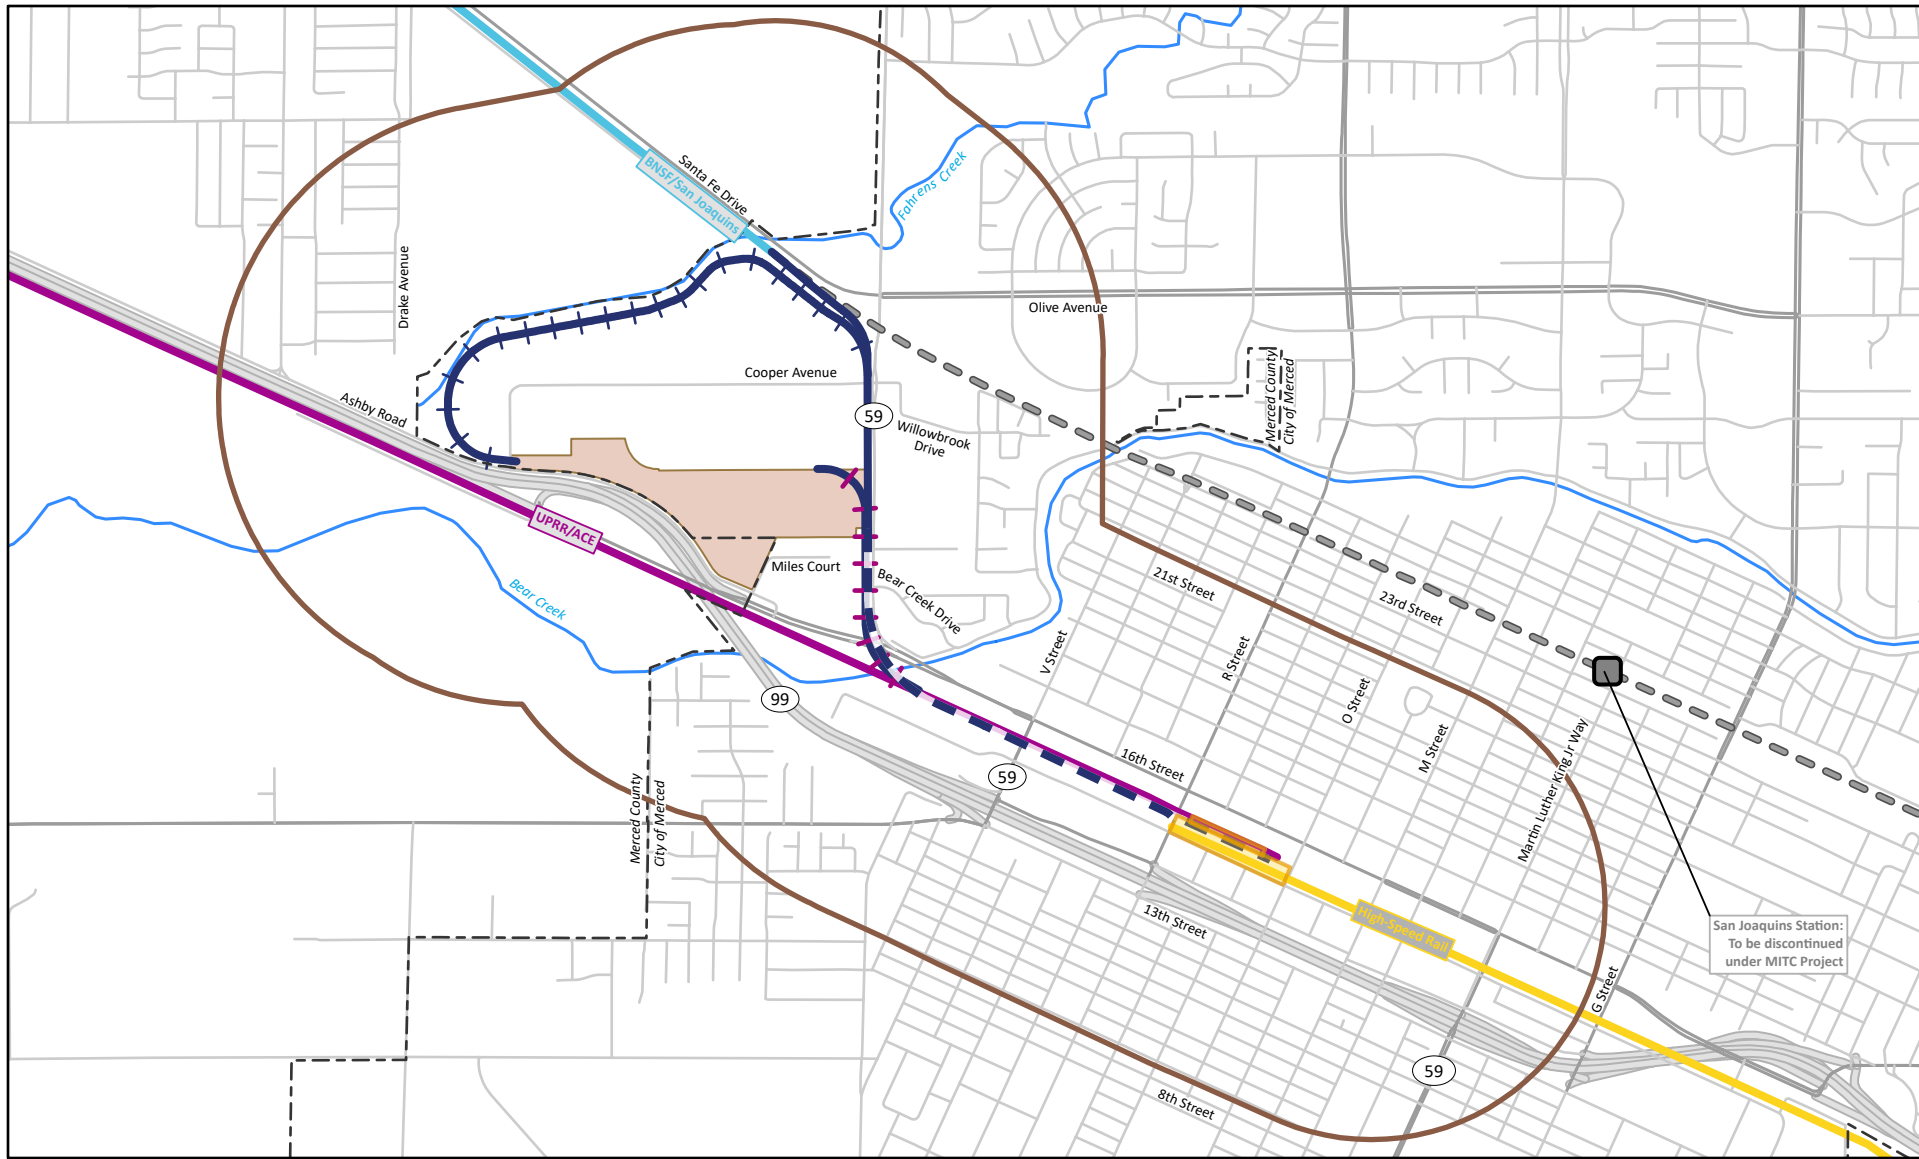 BNSF/San Joaquins
Santa Fe Drive
Fahrens Creek
Drake Avenue
Olive Avenue
Cooper Avenue
Merced County
City of Merced
Ashby Road
59
Willowbrook
Drive
UPRR/ACE
Miles Court
Bear Creek Drive
Bear Creek
21st Street
23rd Street
V Street
R Street
O Street
M Street
Martin Luther King Jr Way
99
59
16th Street
Merced County
City of Merced
13th Street
High-Speed Rail
San Joaquins Station:
To be discontinued
under MITC Project
G Street
59
8th Street